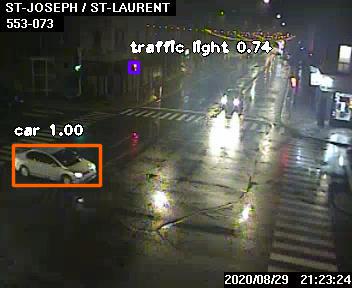 ST-JOSEPH / ST-LAURENT
553-073
traffic light 0.74
car 1.00
2020/08/29 21:23:24